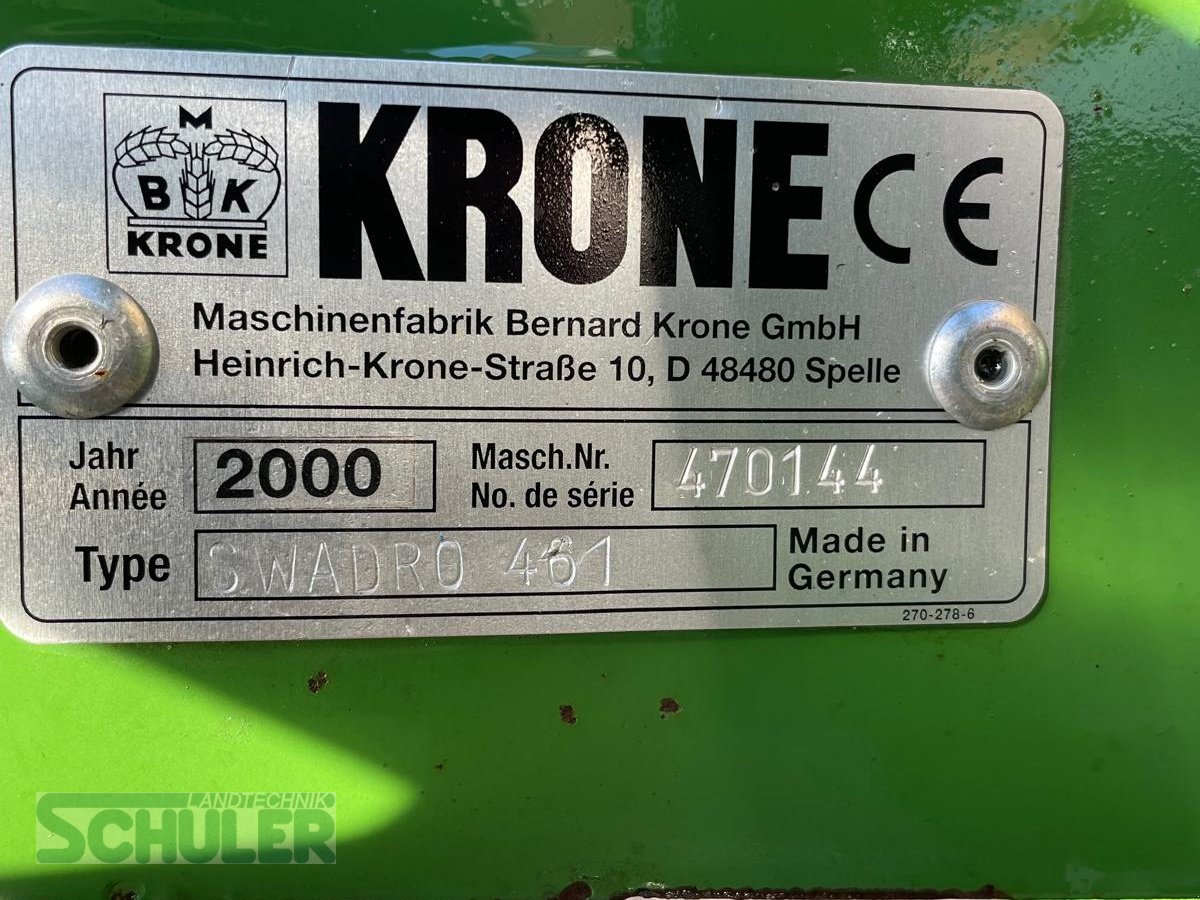 M
B K
KRONE
KRONE CE
Maschinenfabrik Bernard Krone GmbH
Heinrich-Krone-Straße 10, D 48480 Spelle
Jahr
Année
2000
Masch.Nr.
No. de série
470144
Type
SWADRO 461
Made in
Germany
270-278-6
LANDTECHNIK
SCHULER